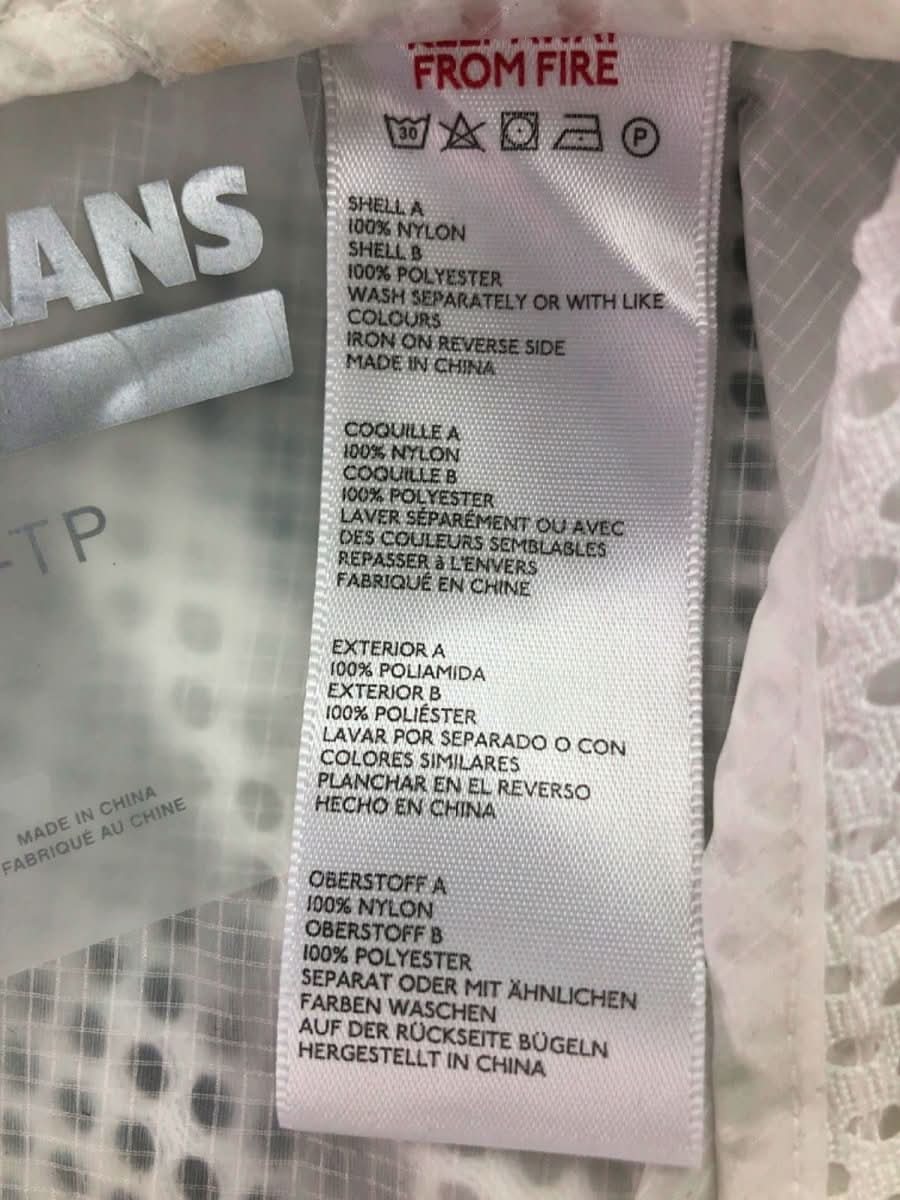 FROM FIRE
30
P
SHELL A
100% NYLON
SHELL B
100% POLYESTER
WASH SEPARATELY OR WITH LIKE
COLOURS
IRON ON REVERSE SIDE
MADE IN CHINA
COQUILLE A
100% NYLON
COQUILLE B
100% POLYESTER
LAVER SÉPARÉMENT OU AVEC
DES COULEURS SEMBLABLES
REPASSER à L'ENVERS
FABRIQUÉ EN CHINE
EXTERIOR A
100% POLIAMIDA
EXTERIOR B
100% POLIÉSTER
LAVAR POR SEPARADO O CON
COLORES SIMILARES
PLANCHAR EN EL REVERSO
HECHO EN CHINA
OBERSTOFF A
100% NYLON
OBERSTOFF B
100% POLYESTER
SEPARAT ODER MIT ÄHNLICHEN
FARBEN WASCHEN
AUF DER RÜCKSEITE BÜGELN
HERGESTELLT IN CHINA
ANS
-TP
MADE IN CHINA
FABRIQUÉ AU CHINE